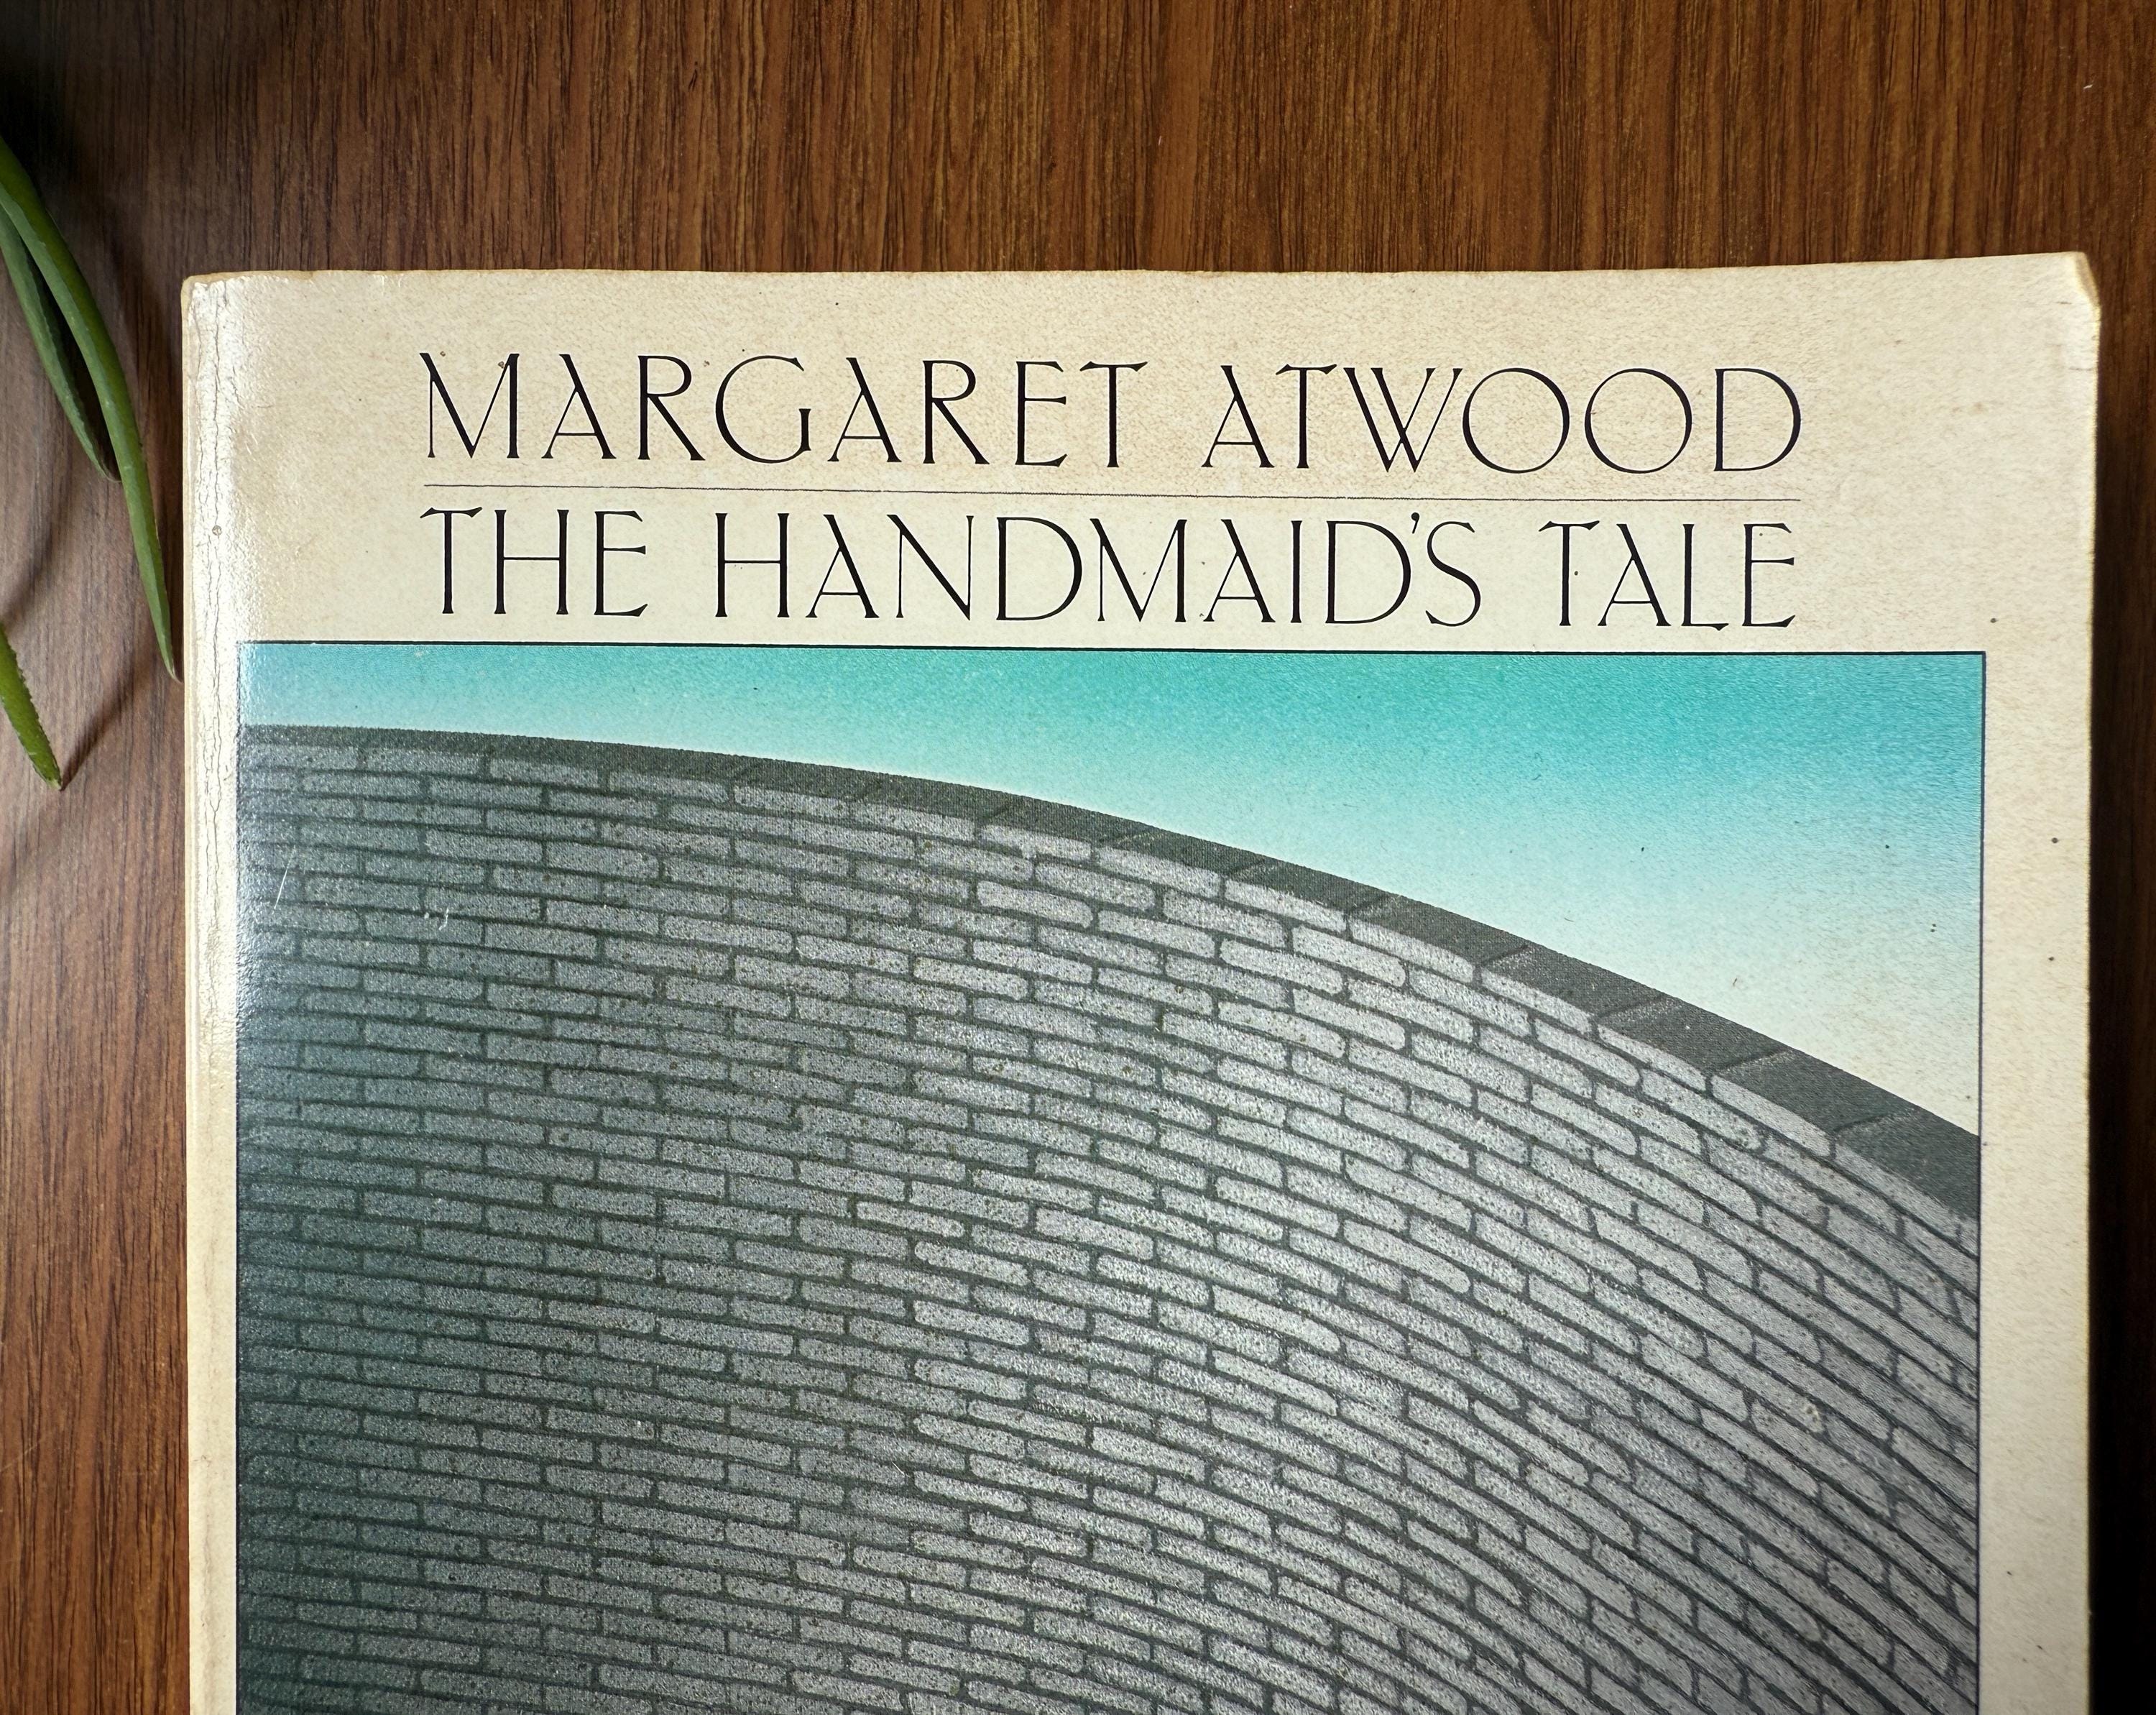 MARGARET ATWOOD
THE HANDMAID'S TALE